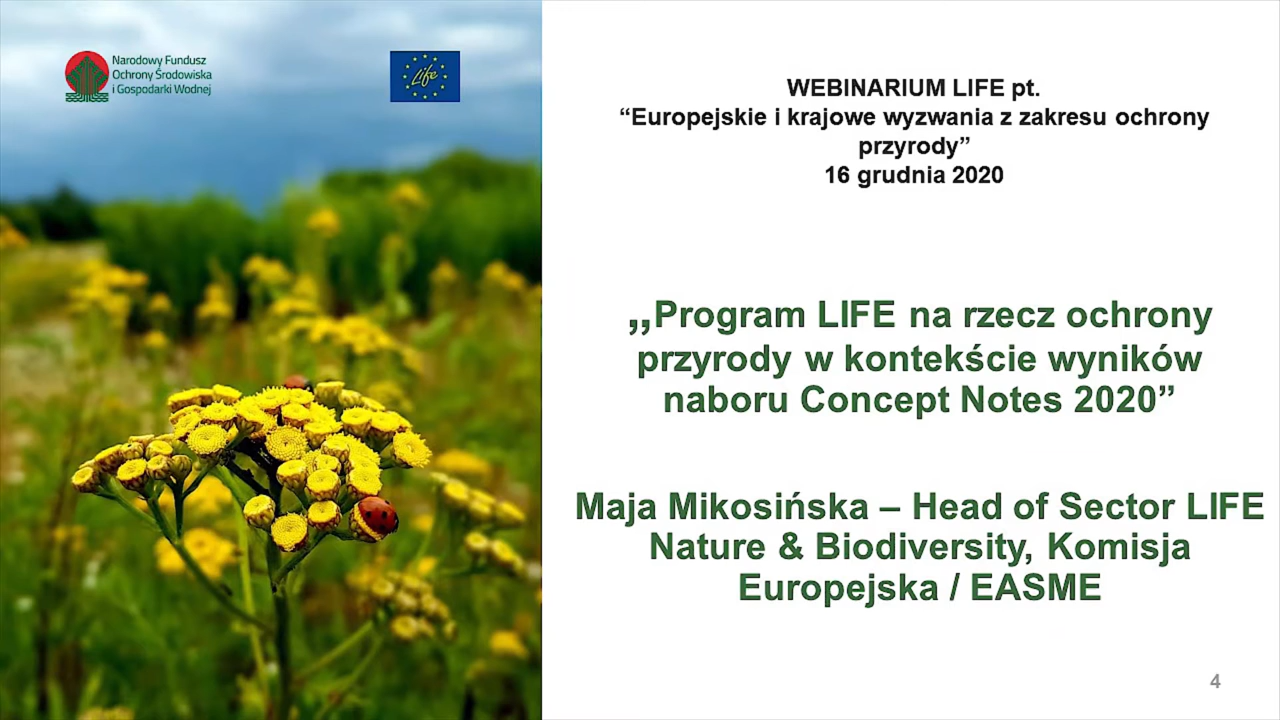 Narodowy Fundusz
Ochrony Środowiska
i Gospodarki Wodnej
Life
WEBINARIUM LIFE pt.
“Europejskie i krajowe wyzwania z zakresu ochrony
przyrody”
16 grudnia 2020
,,Program LIFE na rzecz ochrony
przyrody w kontekście wyników
naboru Concept Notes 2020”
Maja Mikosińska – Head of Sector LIFE
Nature & Biodiversity, Komisja
Europejska / EASME
4